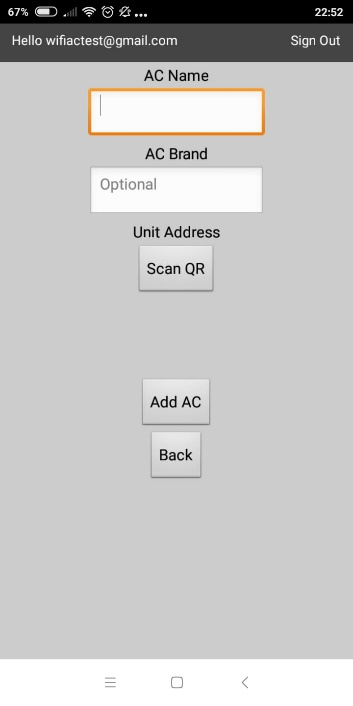 67% ... 22:52
Hello wifiactest@gmail.com Sign Out
AC Name
AC Brand
Optional
Unit Address
Scan QR
Add AC
Back